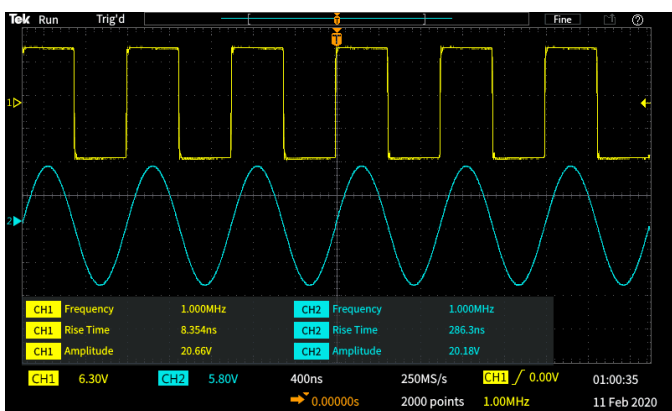 Tek Run Trig'd Fine
T
T
1
2
CH1 Frequency 1.000MHz CH2 Frequency 1.000MHz
CH1 Rise Time 8.354ns CH2 Rise Time 286.3ns
CH1 Amplitude 20.66V CH2 Amplitude 20.18V
CH1 6.30V CH2 5.80V 400ns 250MS/s CH1 0.00V 01:00:35
0.00000s 2000 points 1.00MHz 11 Feb 2020